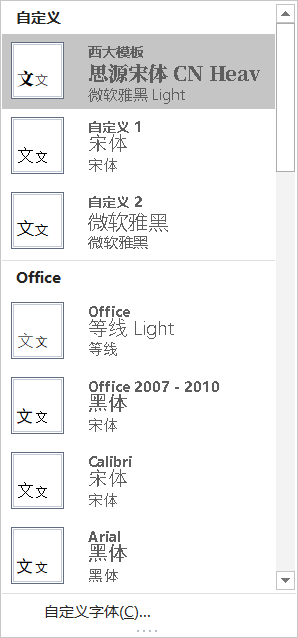 自定义
文文
西大模板
思源宋体 CN Heav
微软雅黑 Light
文文
自定义 1
宋体
宋体
文文
自定义 2
微软雅黑
微软雅黑
Office
文文
Office
等线 Light
等线
文文
Office 2007 - 2010
黑体
宋体
文文
Calibri
宋体
宋体
文文
Arial
黑体
黑体
自定义字体(C)...